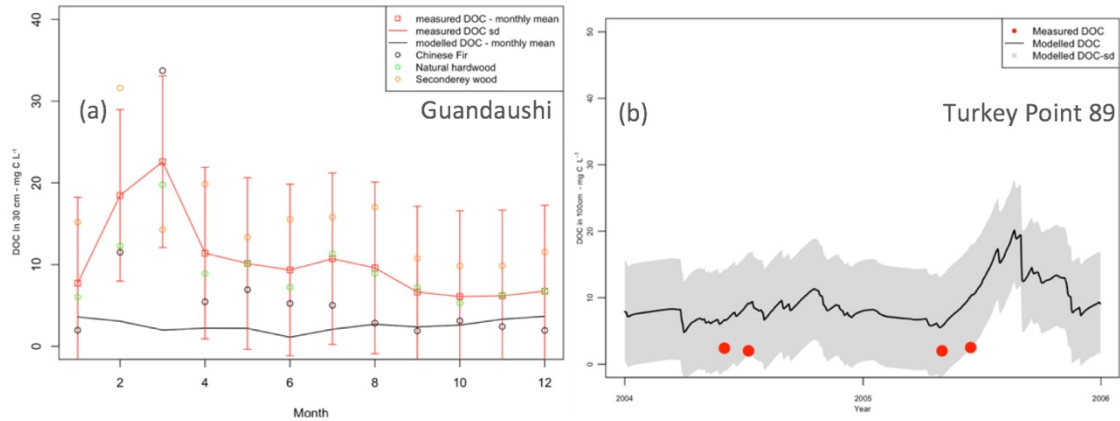 40
30
20
10
0
DOC in 30 cm - mg C L⁻¹
2
4
6
8
10
12
Month
(a)
Guandaushi
measured DOC - monthly mean
measured DOC sd
modelled DOC - monthly mean
Chinese Fir
Natural hardwood
Seconderey wood
50
40
30
20
10
0
DOC in 100cm - mg C L⁻¹
2004
2005
2006
Year
(b)
Turkey Point 89
Measured DOC
Modelled DOC
Modelled DOC-sd